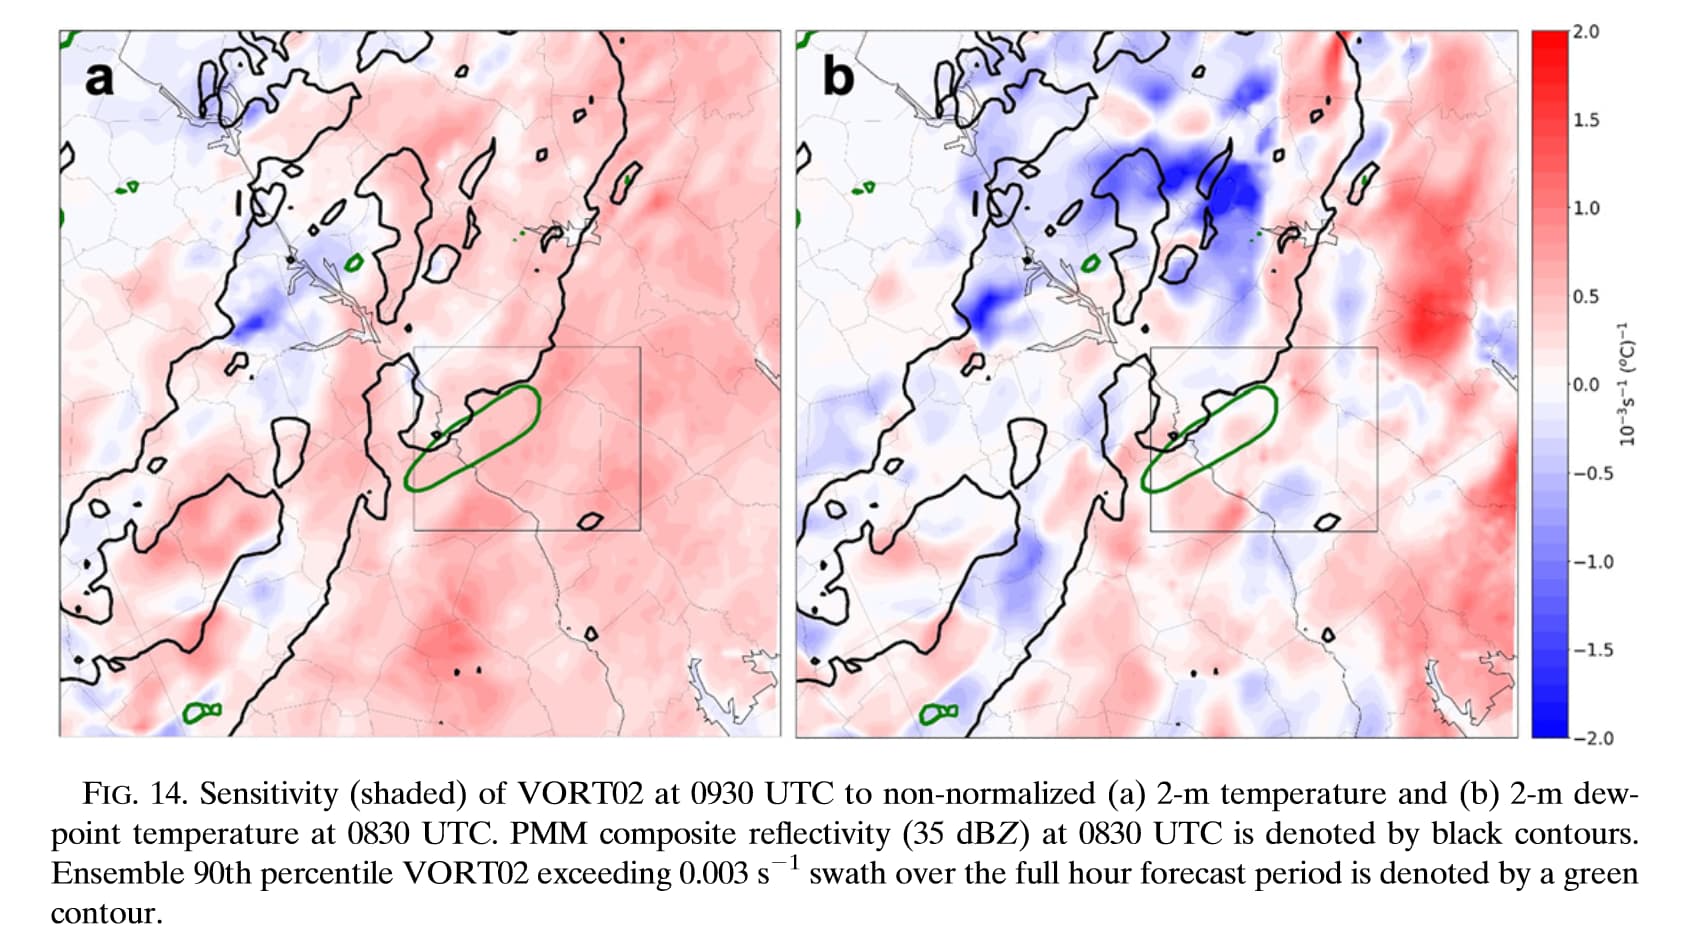 a
b
2.0
1.5
1.0
0.5
0.0
−0.5
−1.0
−1.5
−2.0
10⁻³s⁻¹ (°C)⁻¹
FIG. 14. Sensitivity (shaded) of VORT02 at 0930 UTC to non-normalized (a) 2-m temperature and (b) 2-m dew-
point temperature at 0830 UTC. PMM composite reflectivity (35 dBZ) at 0830 UTC is denoted by black contours.
Ensemble 90th percentile VORT02 exceeding 0.003 s⁻¹ swath over the full hour forecast period is denoted by a green
contour.